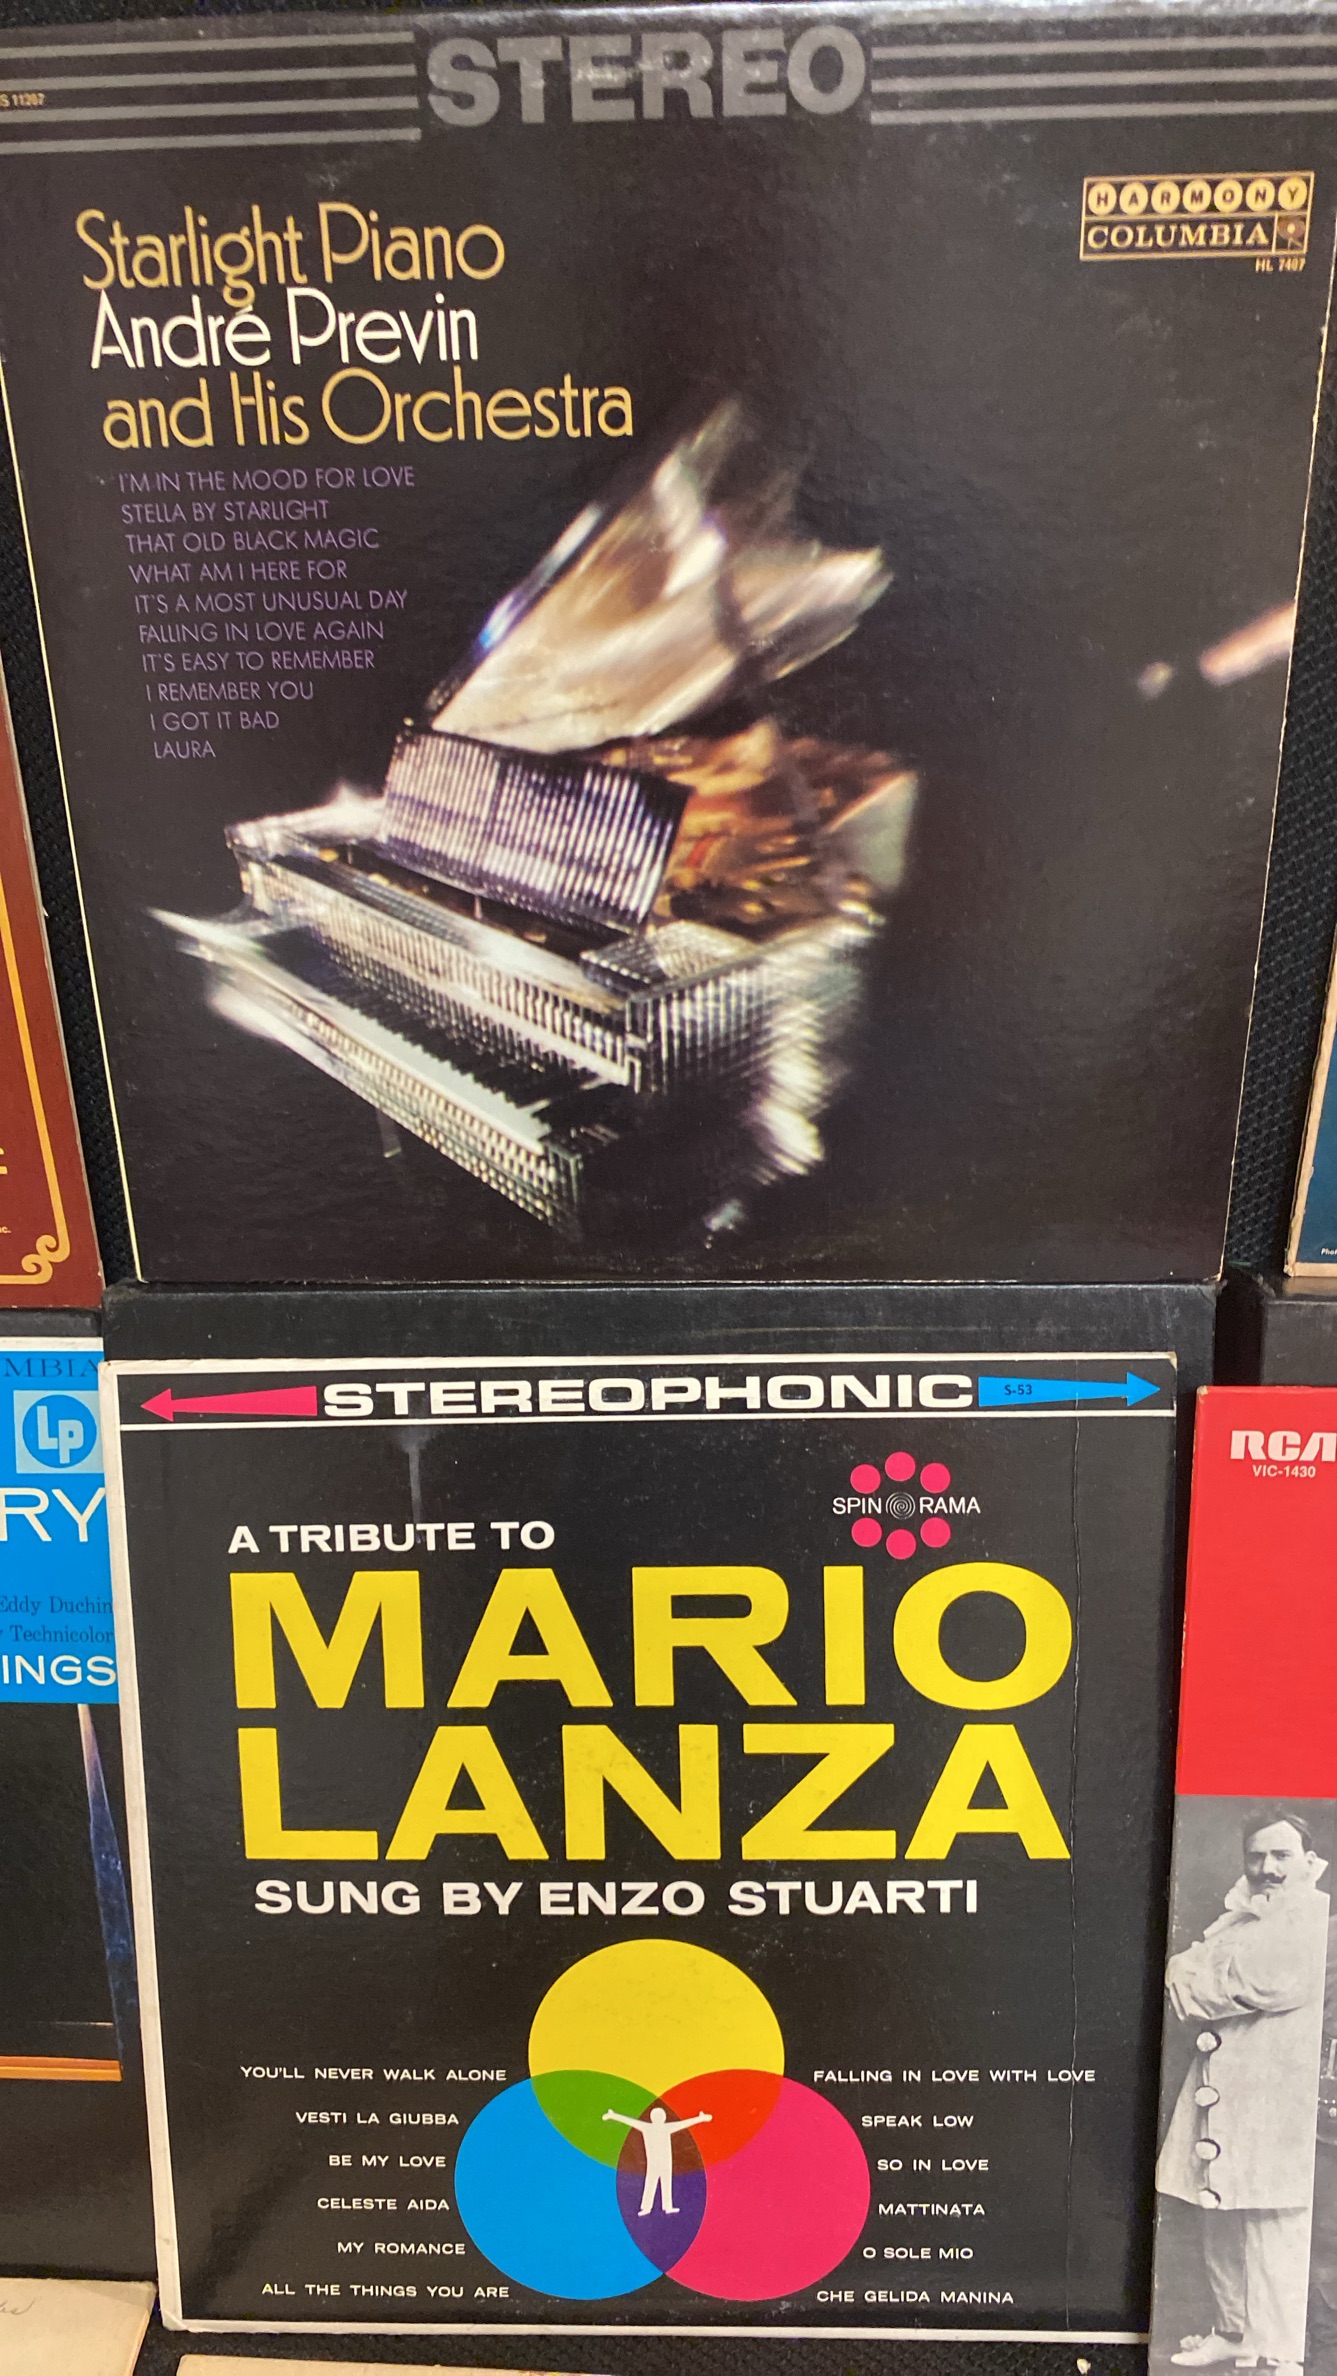 STEREO
S 11207
HARMONY
COLUMBIA
HL 7407
Starlight Piano
André Previn
and His Orchestra
I'M IN THE MOOD FOR LOVE
STELLA BY STARLIGHT
THAT OLD BLACK MAGIC
WHAT AM I HERE FOR
IT'S A MOST UNUSUAL DAY
FALLING IN LOVE AGAIN
IT'S EASY TO REMEMBER
I REMEMBER YOU
I GOT IT BAD
LAURA
MBIA
Lp
RY
Eddy Duchin
Technicolor
INGS
STEREOPHONIC
S-53
SPIN RAMA
A TRIBUTE TO
MARIO
LANZA
SUNG BY ENZO STUARTI
YOU'LL NEVER WALK ALONE
VESTI LA GIUBBA
BE MY LOVE
CELESTE AIDA
MY ROMANCE
ALL THE THINGS YOU ARE
FALLING IN LOVE WITH LOVE
SPEAK LOW
SO IN LOVE
MATTINATA
O SOLE MIO
CHE GELIDA MANINA
RCA
VIC-1430